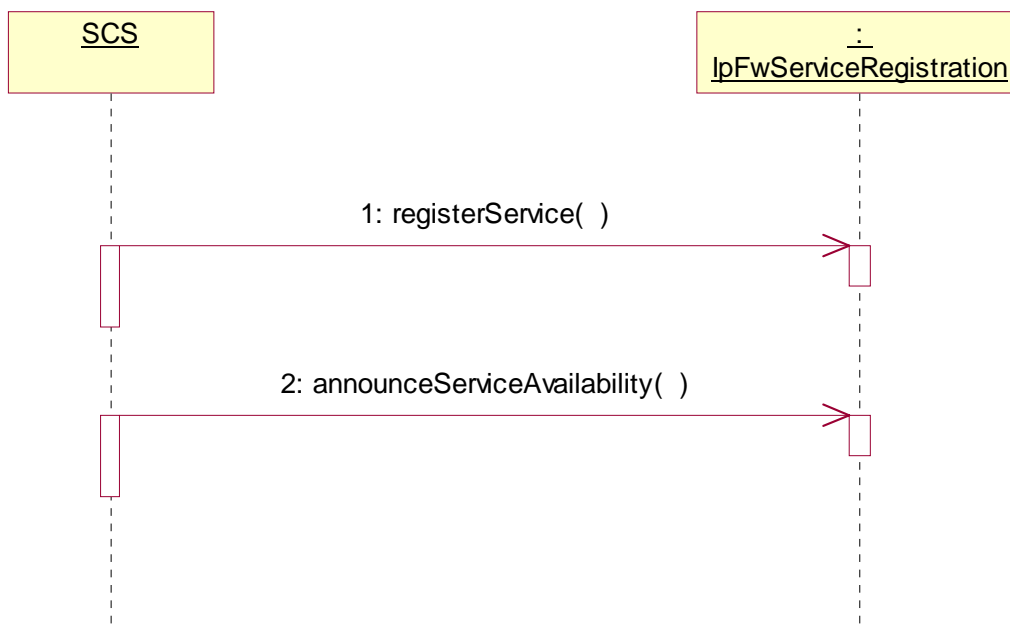 SCS
:
IpFwServiceRegistration
1: registerService( )
2: announceServiceAvailability( )